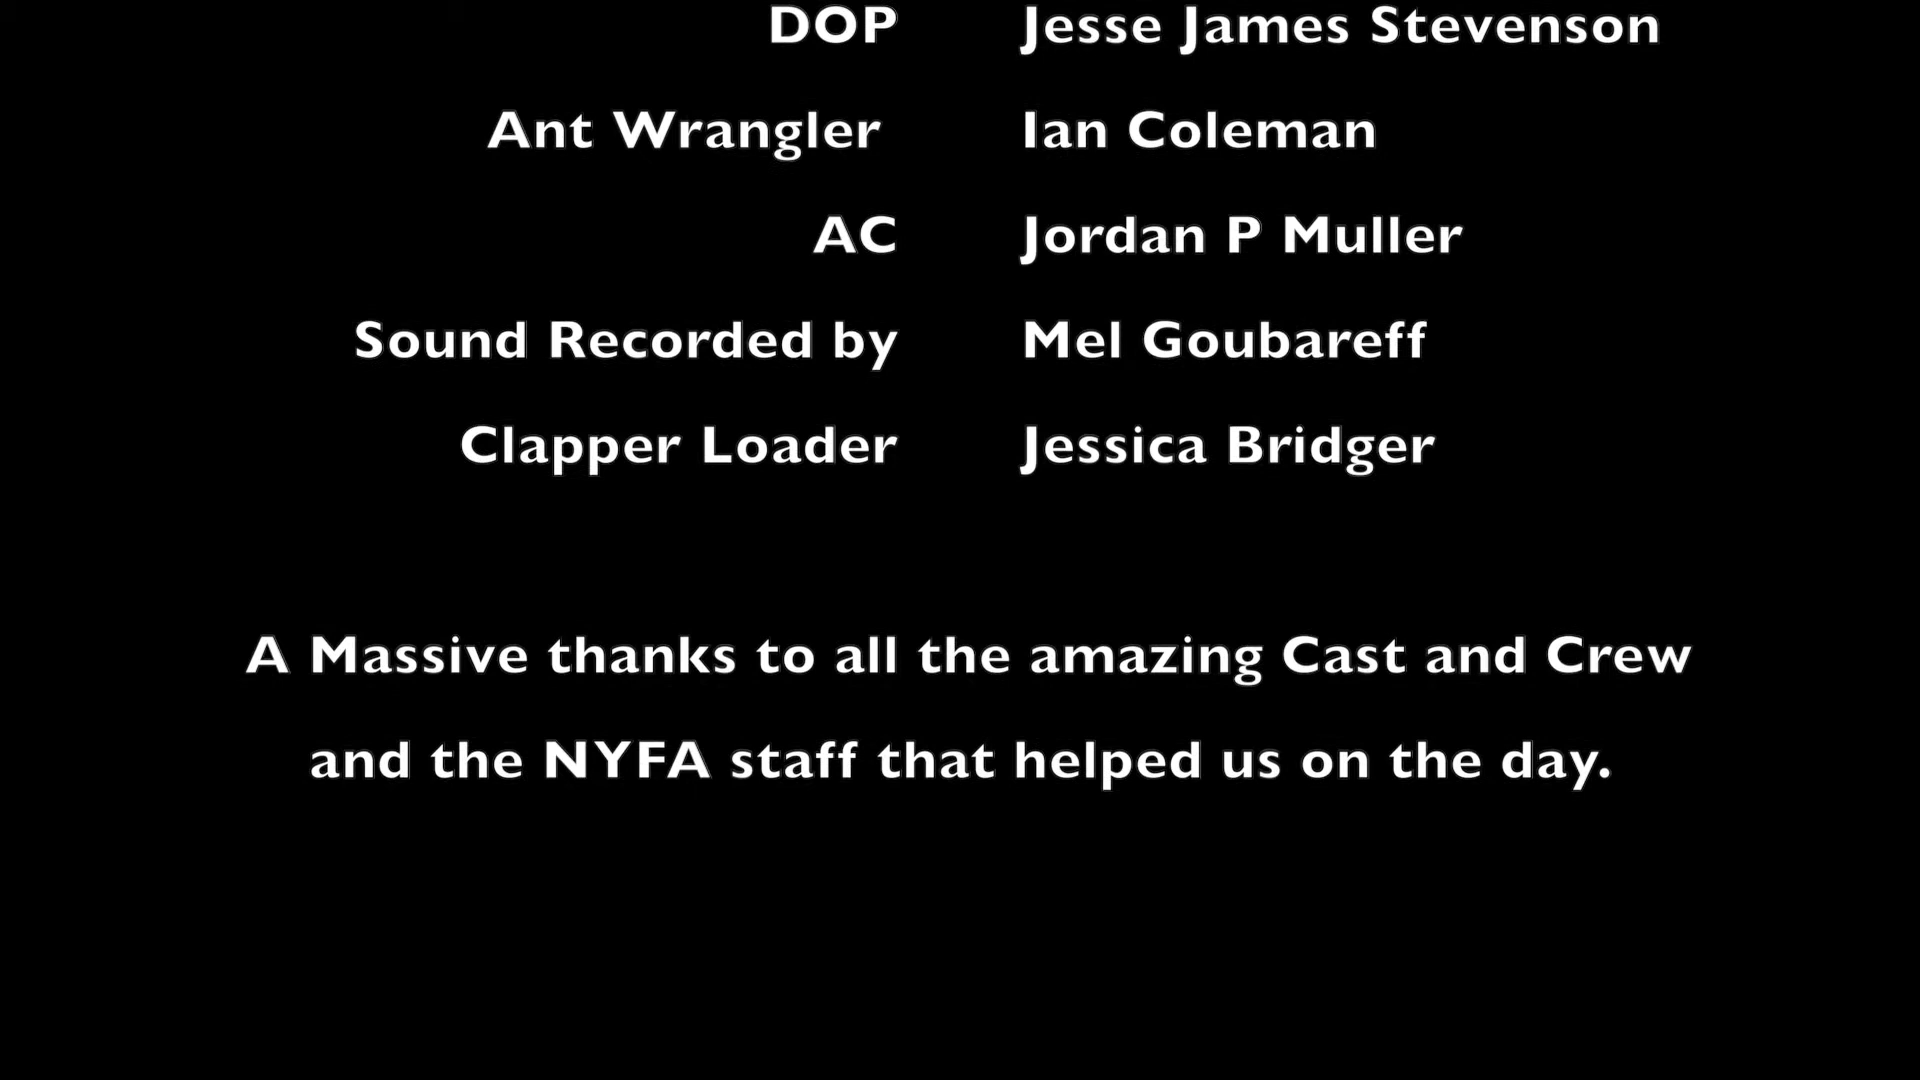 DOP Jesse James Stevenson
Ant Wrangler Ian Coleman
AC Jordan P Muller
Sound Recorded by Mel Goubareff
Clapper Loader Jessica Bridger
A Massive thanks to all the amazing Cast and Crew
and the NYFA staff that helped us on the day.